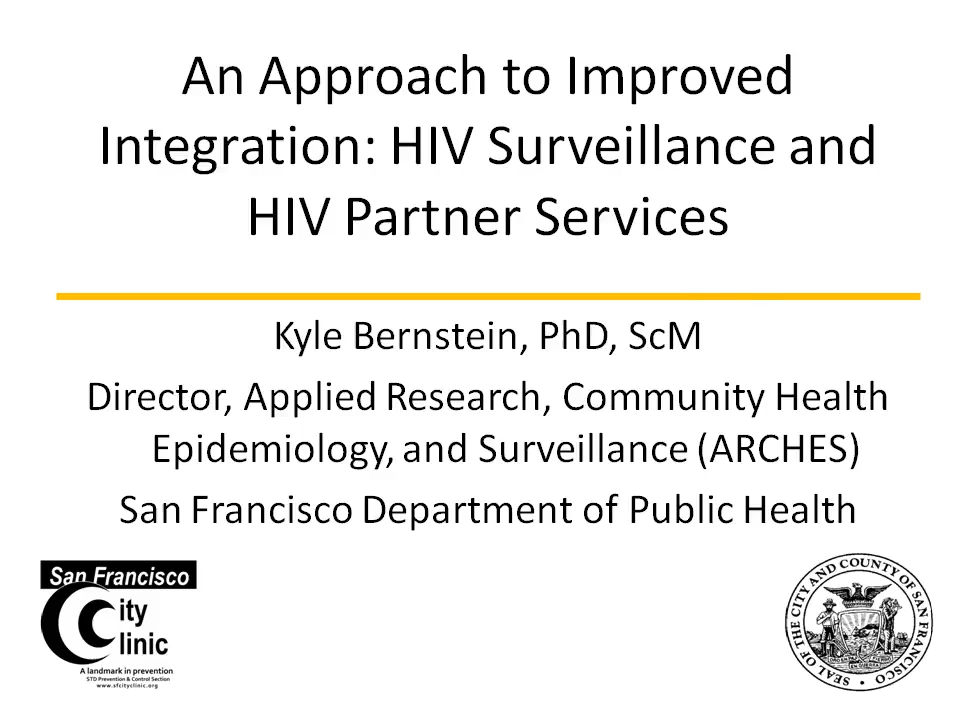 An Approach to Improved
Integration: HIV Surveillance and
HIV Partner Services
Kyle Bernstein, PhD, ScM
Director, Applied Research, Community Health
Epidemiology, and Surveillance (ARCHES)
San Francisco Department of Public Health
San Francisco
City
Clinic
A landmark in prevention
STD Prevention & Control Section
www.sfcityclinic.org
SEAL OF THE CITY AND COUNTY OF SAN FRANCISCO